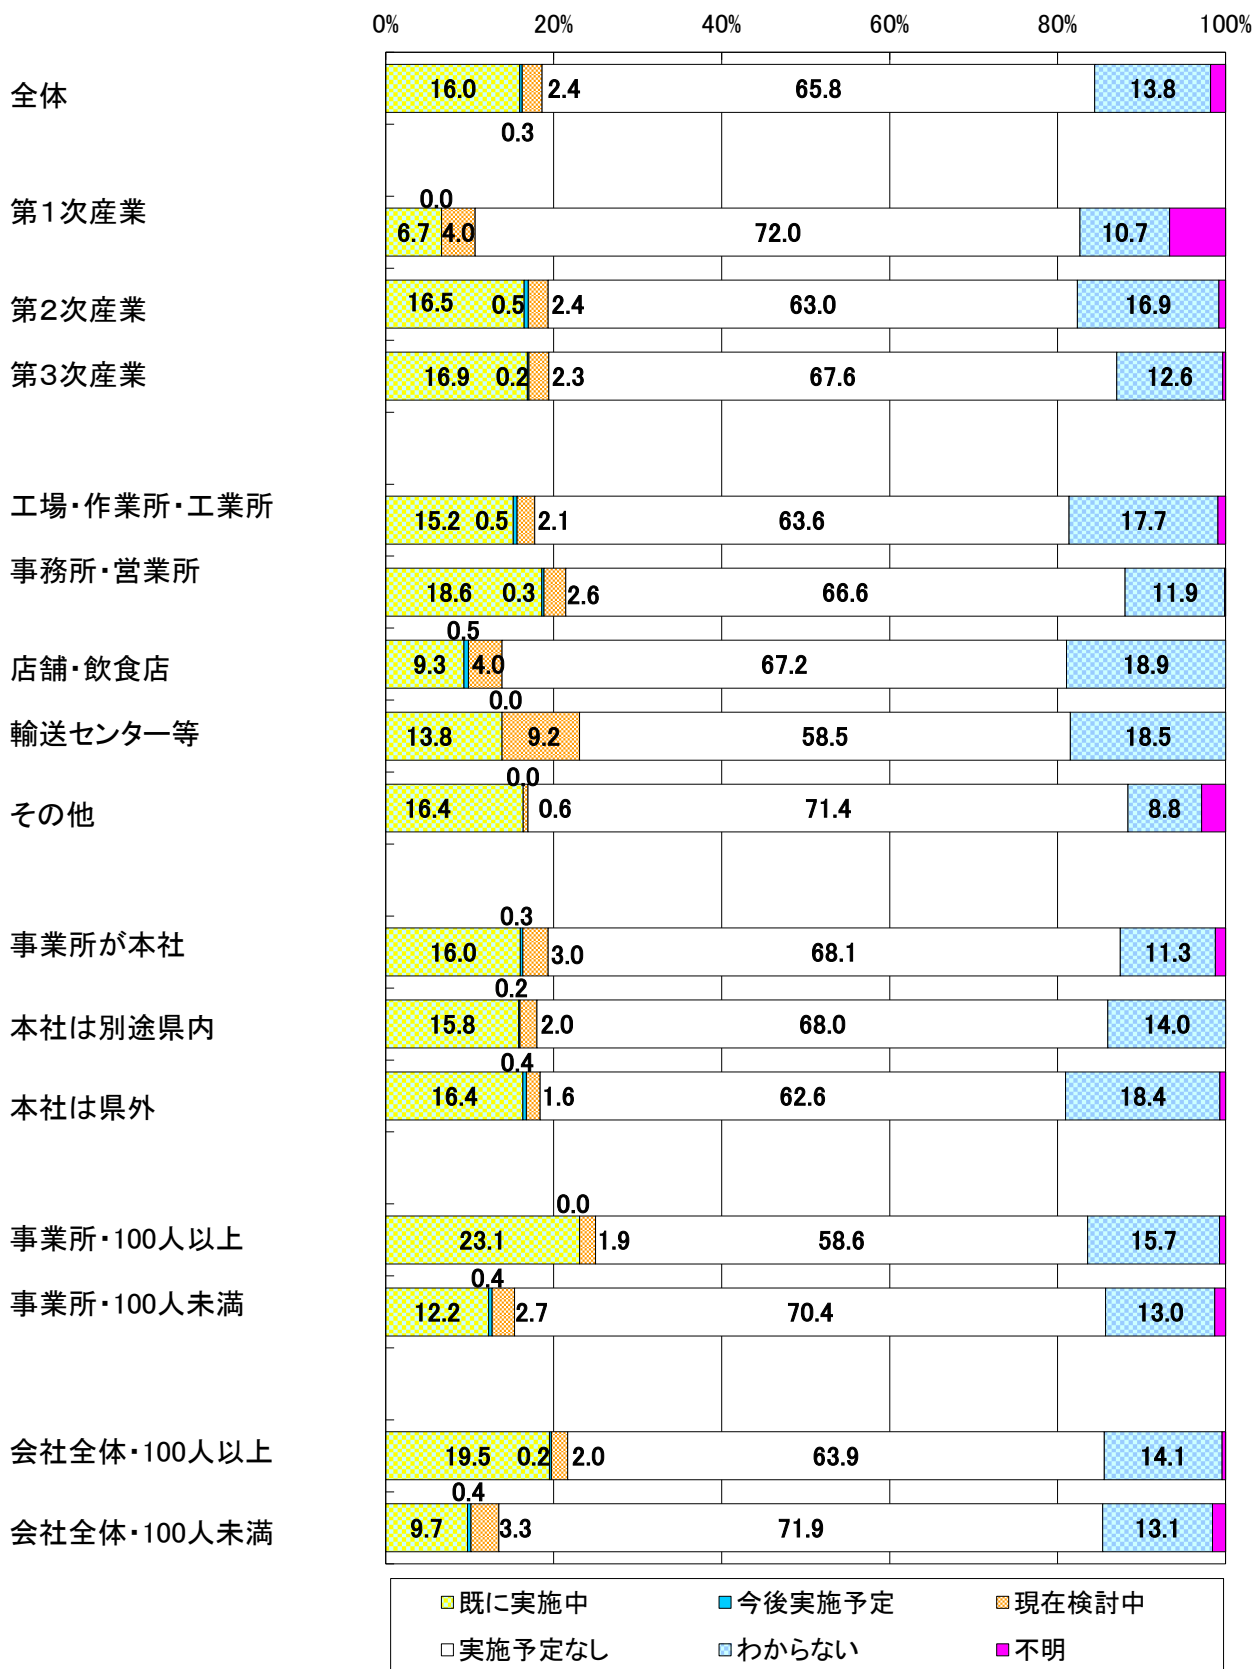 0% 20% 40% 60% 80% 100%
全体 16.0 2.4 65.8 13.8
0.3
0.0
第1次産業 6.7 4.0 72.0 10.7
第2次産業 16.5 0.5 2.4 63.0 16.9
第3次産業 16.9 0.2 2.3 67.6 12.6
工場・作業所・工業所 15.2 0.5 2.1 63.6 17.7
事務所・営業所 18.6 0.3 2.6 66.6 11.9
0.5
店舗・飲食店 9.3 4.0 67.2 18.9
0.0
輸送センター等 13.8 9.2 58.5 18.5
0.0
その他 16.4 0.6 71.4 8.8
0.3
事業所が本社 16.0 3.0 68.1 11.3
0.2
本社は別途県内 15.8 2.0 68.0 14.0
0.4
本社は県外 16.4 1.6 62.6 18.4
0.0
事業所・100人以上 23.1 1.9 58.6 15.7
0.4
事業所・100人未満 12.2 2.7 70.4 13.0
会社全体・100人以上 19.5 0.2 2.0 63.9 14.1
0.4
会社全体・100人未満 9.7 3.3 71.9 13.1
既に実施中 今後実施予定 現在検討中
実施予定なし わからない 不明